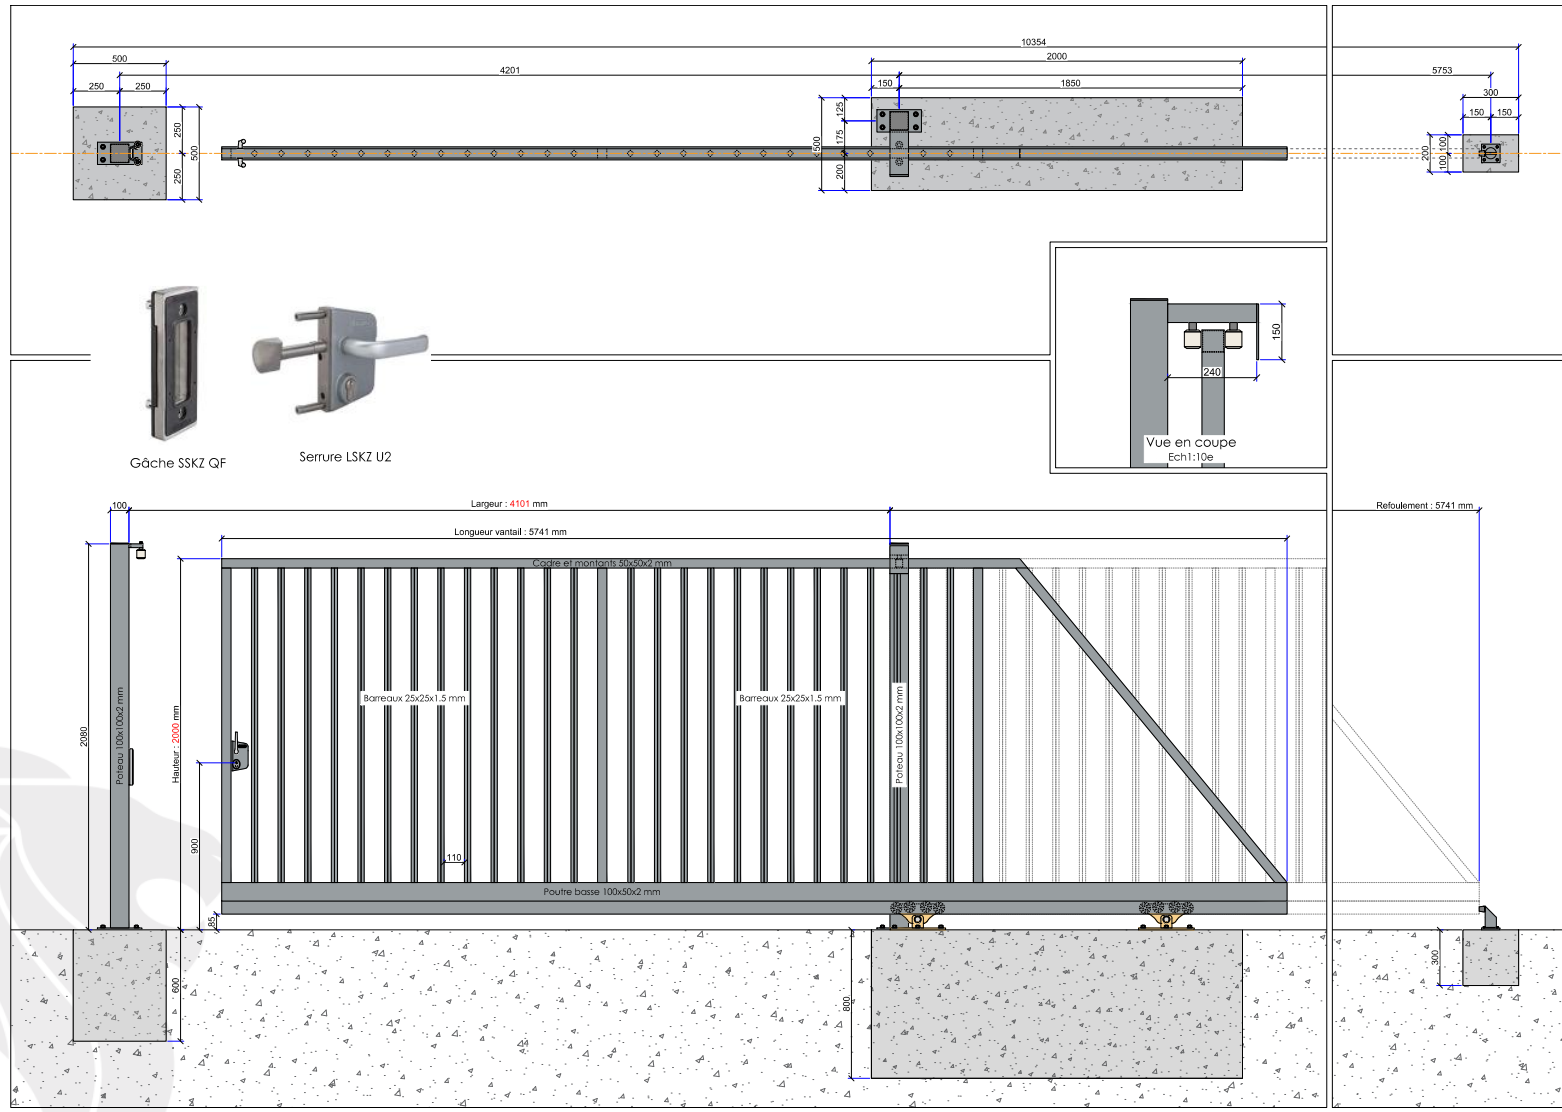 10354
500
2000
4201
5753
250
250
150
1850
300
150
150
250
500
250
125
175
500
200
200
100
100
150
240
Vue en coupe
Ech1:10e
Gâche SSKZ QF
Serrure LSKZ U2
100
Largeur : 4101 mm
Refoulement : 5741 mm
Longueur vantail : 5741 mm
Cadre et montants 50x50x2 mm
Barreaux 25x25x1.5 mm
Barreaux 25x25x1.5 mm
Poteau 100x100x2 mm
Poteau 100x100x2 mm
2080
Hauteur : 2000 mm
900
110
Poutre basse 100x50x2 mm
85
600
800
300